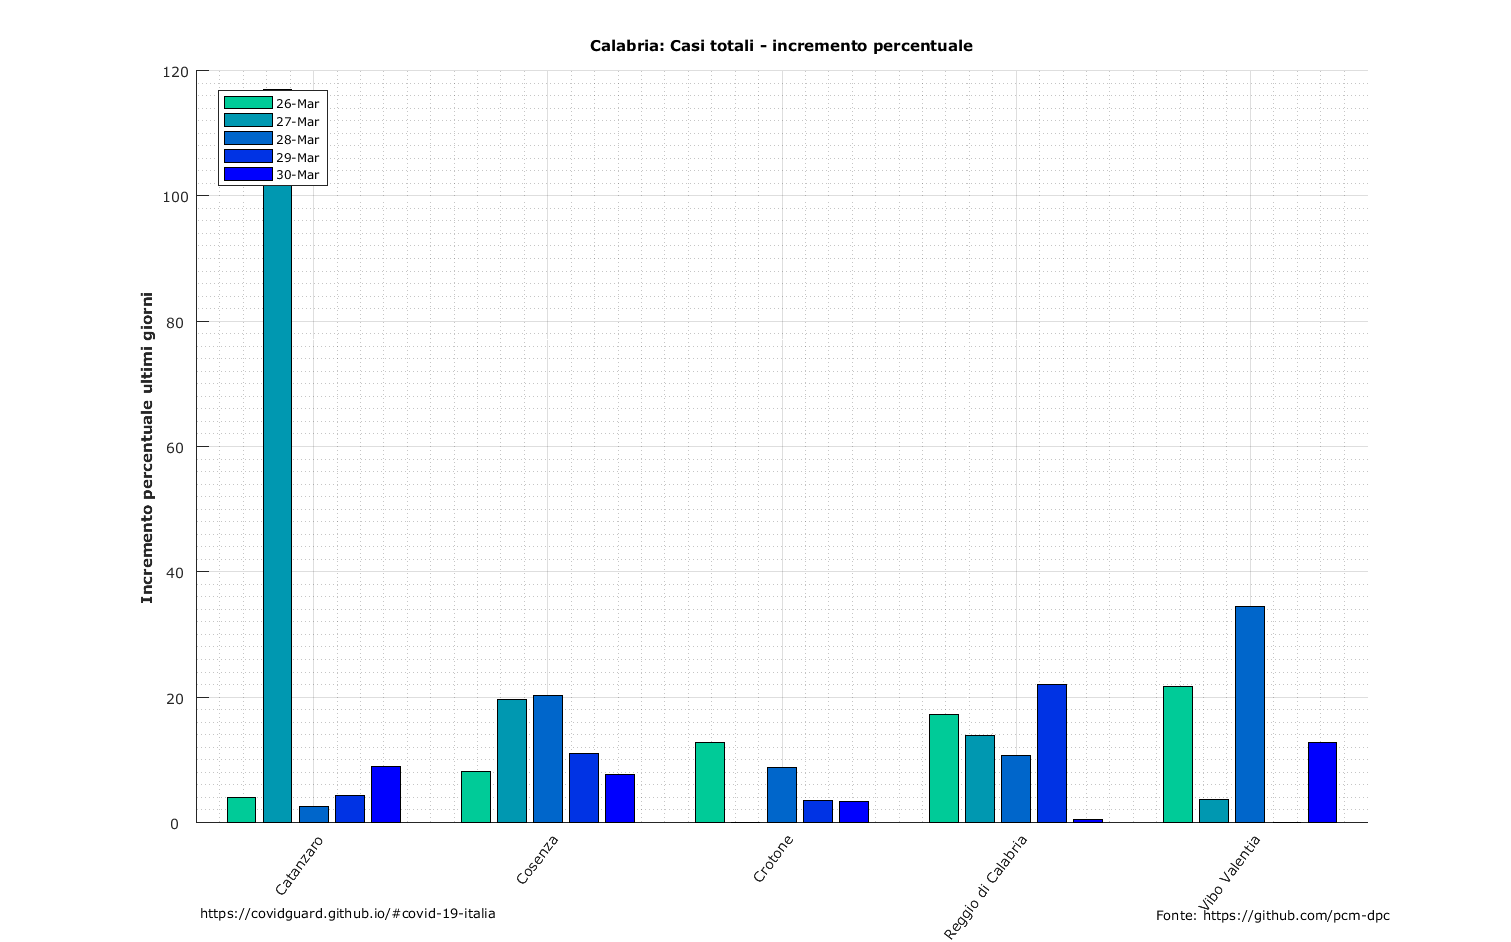 Calabria: Casi totali - incremento percentuale
Incremento percentuale ultimi giorni
120
100
80
60
40
20
0
26-Mar
27-Mar
28-Mar
29-Mar
30-Mar
Catanzaro
Cosenza
Crotone
Reggio di Calabria
Vibo Valentia
https://covidguard.github.io/#covid-19-italia
Fonte: https://github.com/pcm-dpc